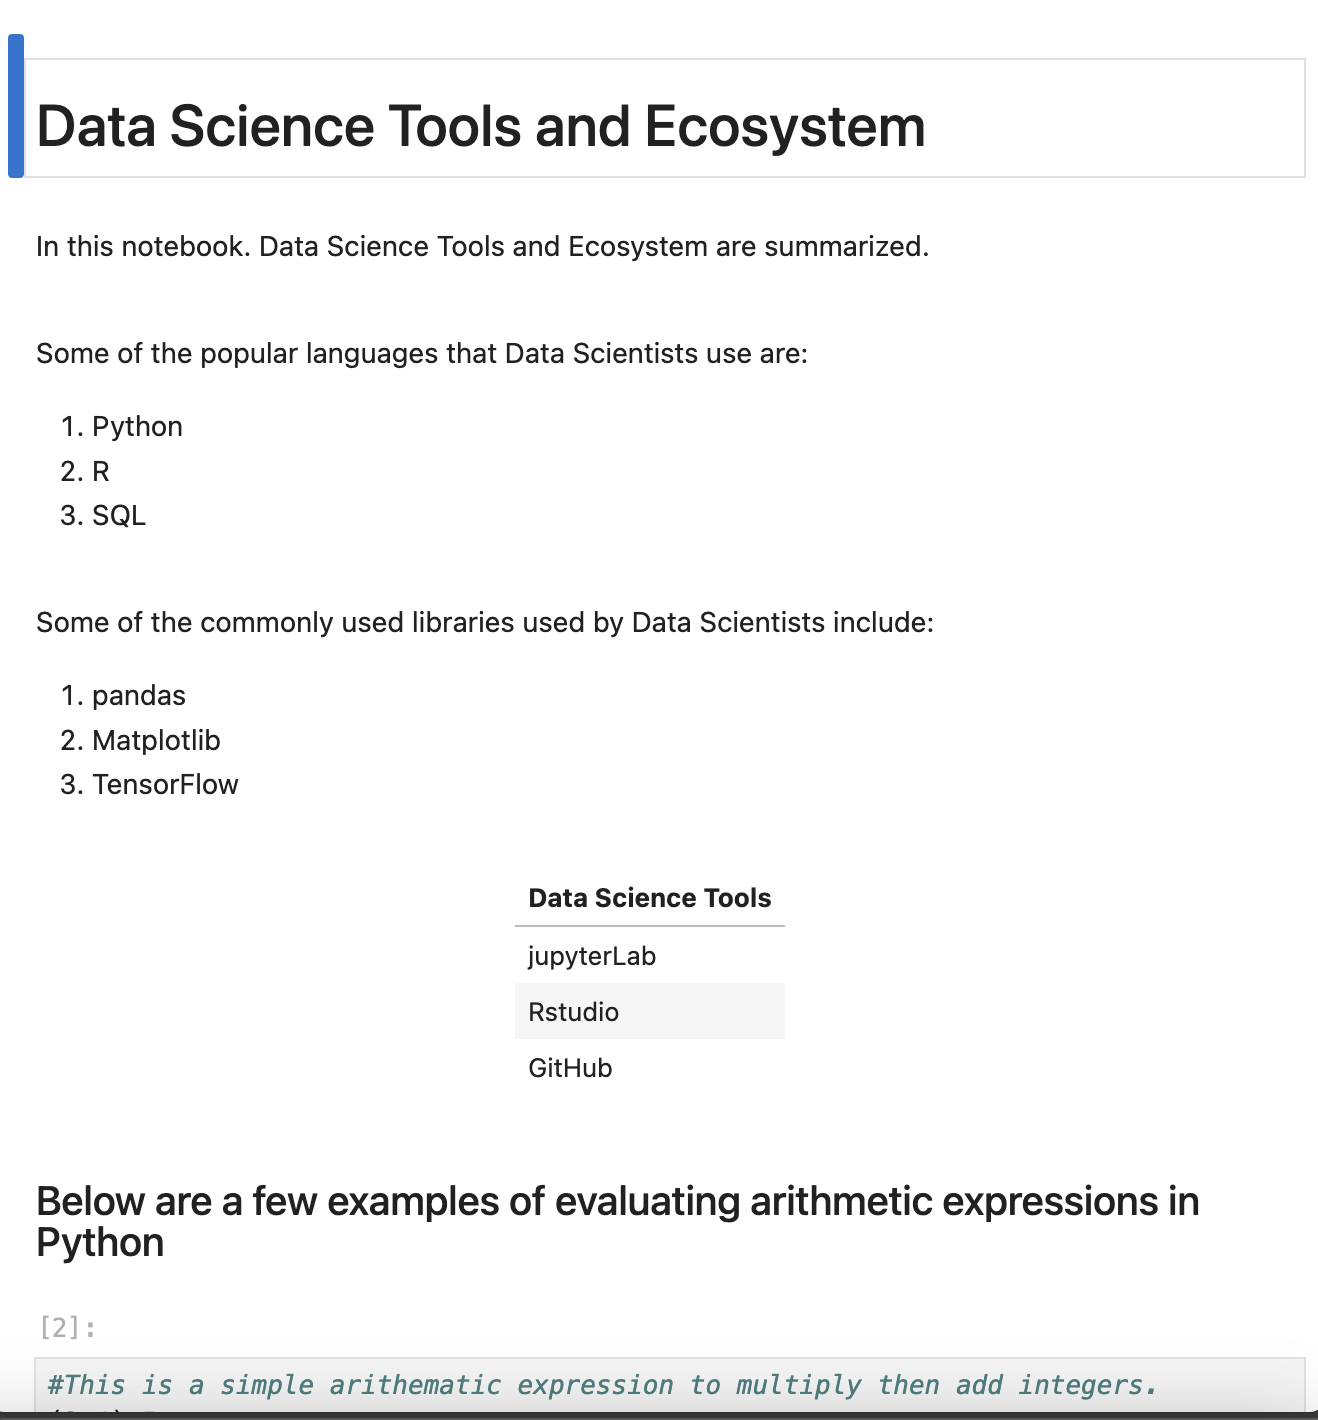 Data Science Tools and Ecosystem
In this notebook. Data Science Tools and Ecosystem are summarized.
Some of the popular languages that Data Scientists use are:
1. Python
2. R
3. SQL
Some of the commonly used libraries used by Data Scientists include:
1. pandas
2. Matplotlib
3. TensorFlow
Data Science Tools
jupyterLab
Rstudio
GitHub
Below are a few examples of evaluating arithmetic expressions in
Python
[2]:
#This is a simple arithematic expression to multiply then add integers.